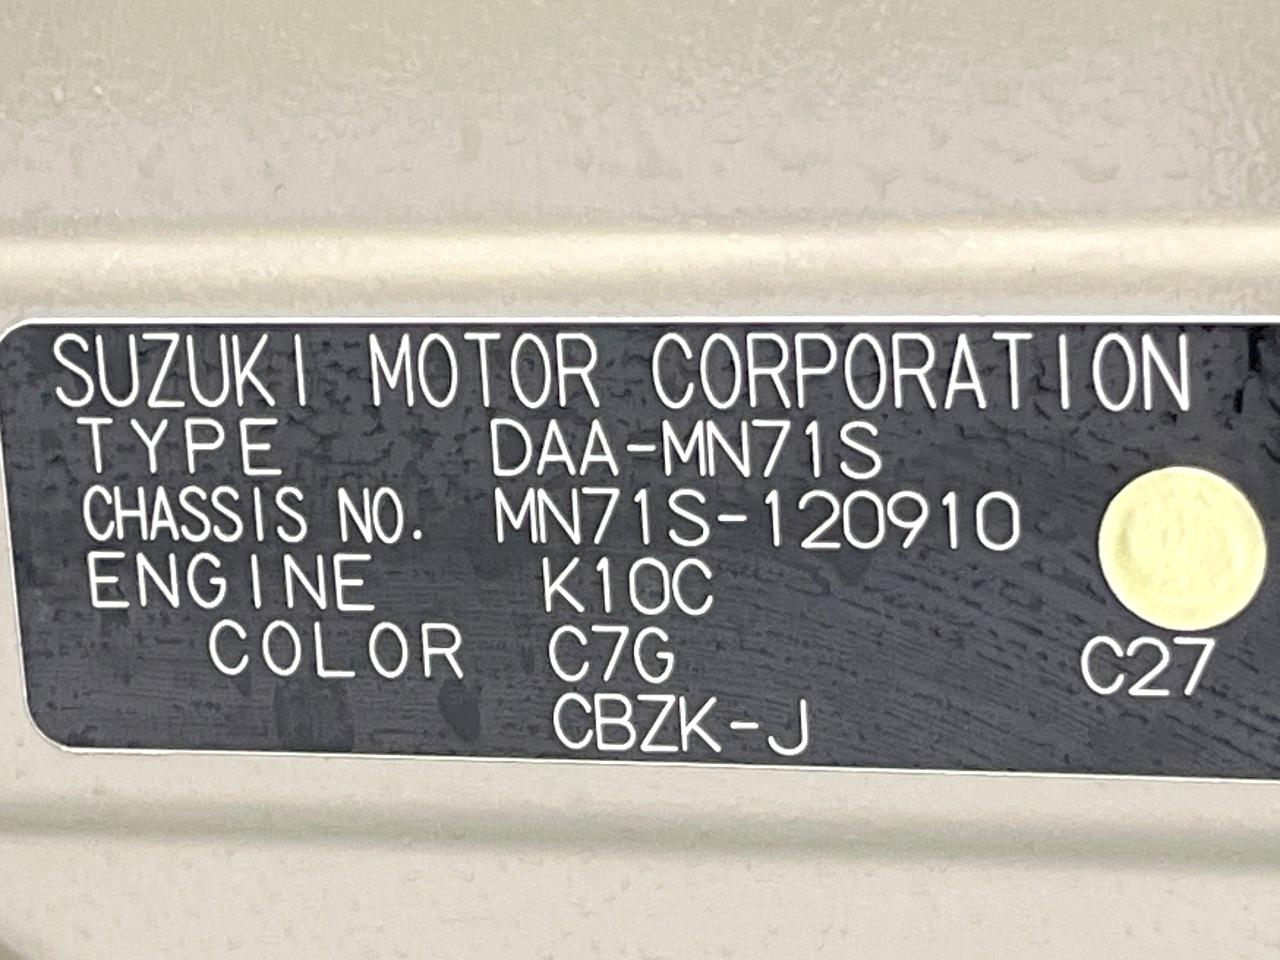 SUZUKI MOTOR CORPORATION
TYPE DAA-MN71S
CHASSIS NO. MN71S-120910
ENGINE K10C
COLOR C7G C27
CBZK-J